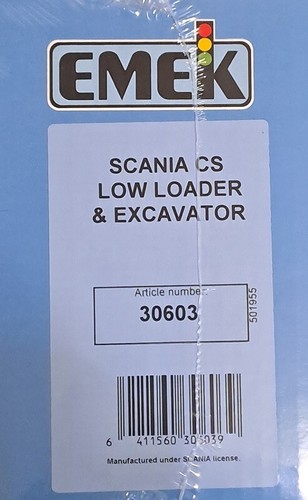 EMEK
SCANIA CS
LOW LOADER
& EXCAVATOR
Article number.
30603
501955
6 411560 306039
Manufactured under SCANIA license.